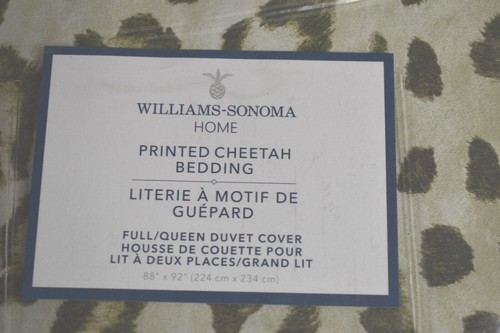 WILLIAMS-SONOMA
HOME
PRINTED CHEETAH
BEDDING
LITERIE À MOTIF DE
GUÉPARD
FULL/QUEEN DUVET COVER
HOUSSE DE COUETTE POUR
LIT À DEUX PLACES/GRAND LIT
88" x 92" (224 cm x 234 cm)